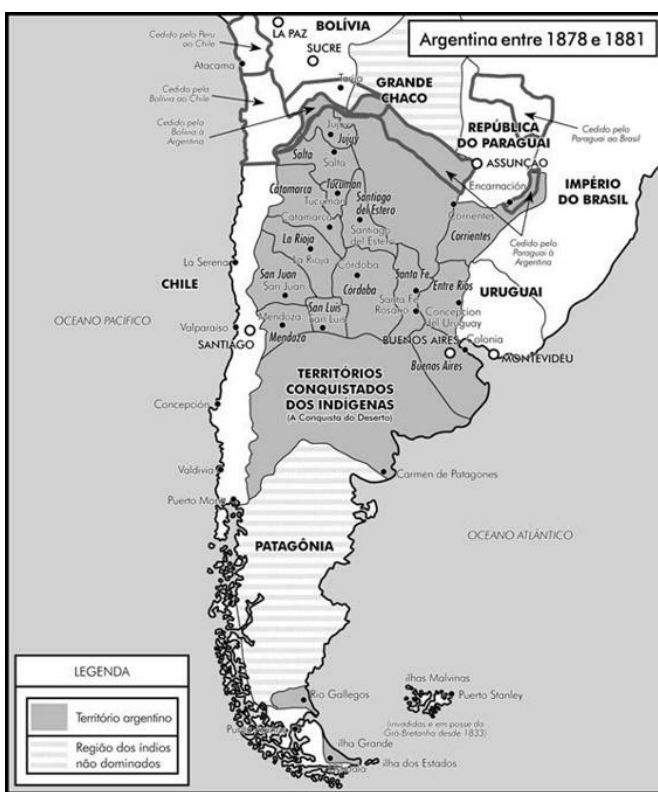 Argentina entre 1878 e 1881
BOLÍVIA
LA PAZ
SUCRE
Cedido pelo Peru
ao Chile
Atacama
Cedido pela
Bolívia ao Chile
Cedido pela
Bolívia à
Argentina
Tarija
GRANDE
CHACO
REPÚBLICA
DO PARAGUAI
ASSUNÇÃO
Cedido pelo
Paraguai ao Brasil
IMPÉRIO
DO BRASIL
Encarnación
Cedido pelo
Paraguai à
Argentina
Jujuy
Jujuy
Salta
Salta
Catamarca
Tucuman
Tucuman
Santiago
del Estero
Santiago
del Estero
Catamarca
Corrientes
Corrientes
La Rioja
La Rioja
La Serena
CHILE
San Juan
San Juan
Córdoba
Córdoba
Santa Fe
Santa Fe
Rosario
Entre Ríos
Concepcion
del Uruguay
URUGUAI
OCEANO PACÍFICO
Valparaiso
SANTIAGO
Mendoza
Mendoza
San Luis
San Luis
BUENOS AIRES
Buenos Aires
Colonia
MONTEVIDÉU
TERRITÓRIOS
CONQUISTADOS
DOS INDÍGENAS
(A Conquista do Deserto)
Concepción
Valdivia
Puerto Mont
Carmen de Patagones
OCEANO ATLÂNTICO
PATAGÔNIA
Rio Gallegos
ilhas Malvinas
Puerto Stanley
(invadidas é em posse da
Grã-Bretanha desde 1833)
ilha Grande
ilha dos Estados
LEGENDA
Território argentino
Região dos índios
não dominados